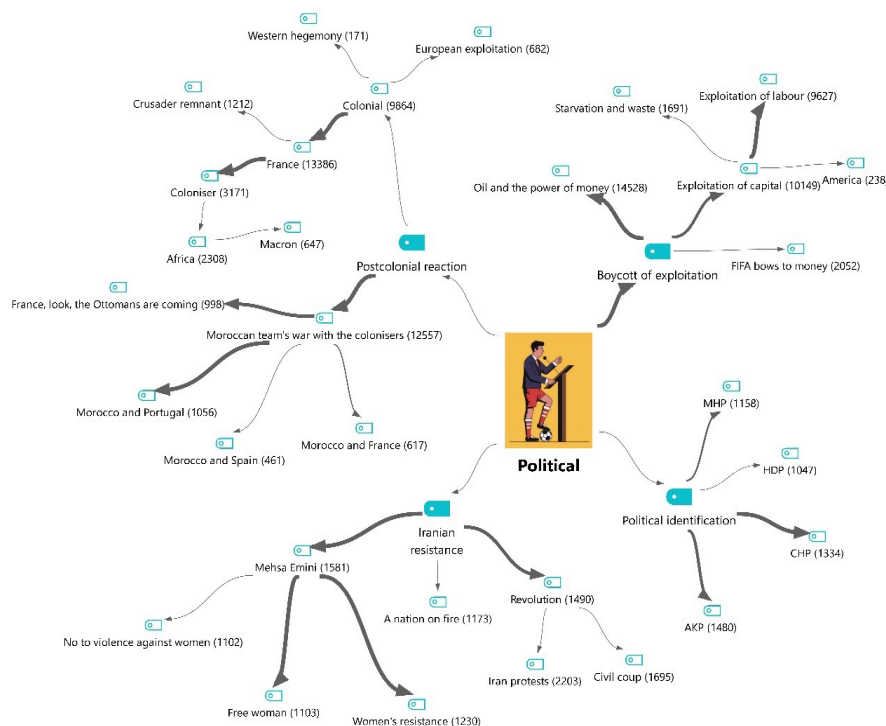 Western hegemony (171)
European exploitation (682)
Crusader remnant (1212)
Colonial (9864)
France (13386)
Coloniser (3171)
Africa (2308)
Macron (647)
Postcolonial reaction
France, look, the Ottomans are coming (998)
Moroccan team's war with the colonisers (12557)
Morocco and Portugal (1056)
Morocco and Spain (461)
Morocco and France (617)
Exploitation of labour (9627)
Starvation and waste (1691)
Oil and the power of money (14528)
Exploitation of capital (10149)
America (238
Boycott of exploitation
FIFA bows to money (2052)
Political
MHP (1158)
HDP (1047)
Political identification
CHP (1334)
AKP (1480)
Iranian
resistance
Mehsa Emini (1581)
No to violence against women (1102)
Free woman (1103)
Women's resistance (1230)
A nation on fire (1173)
Revolution (1490)
Iran protests (2203)
Civil coup (1695)